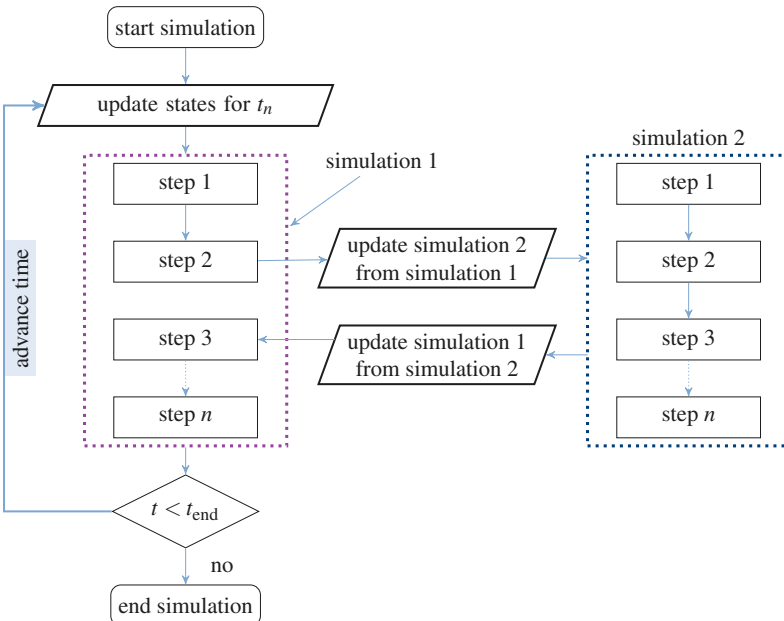 start simulation
update states for tₙ
simulation 1
simulation 2
step 1
step 2
step 3
step n
update simulation 2
from simulation 1
update simulation 1
from simulation 2
step 1
step 2
step 3
step n
advance time
t < t_end
no
end simulation